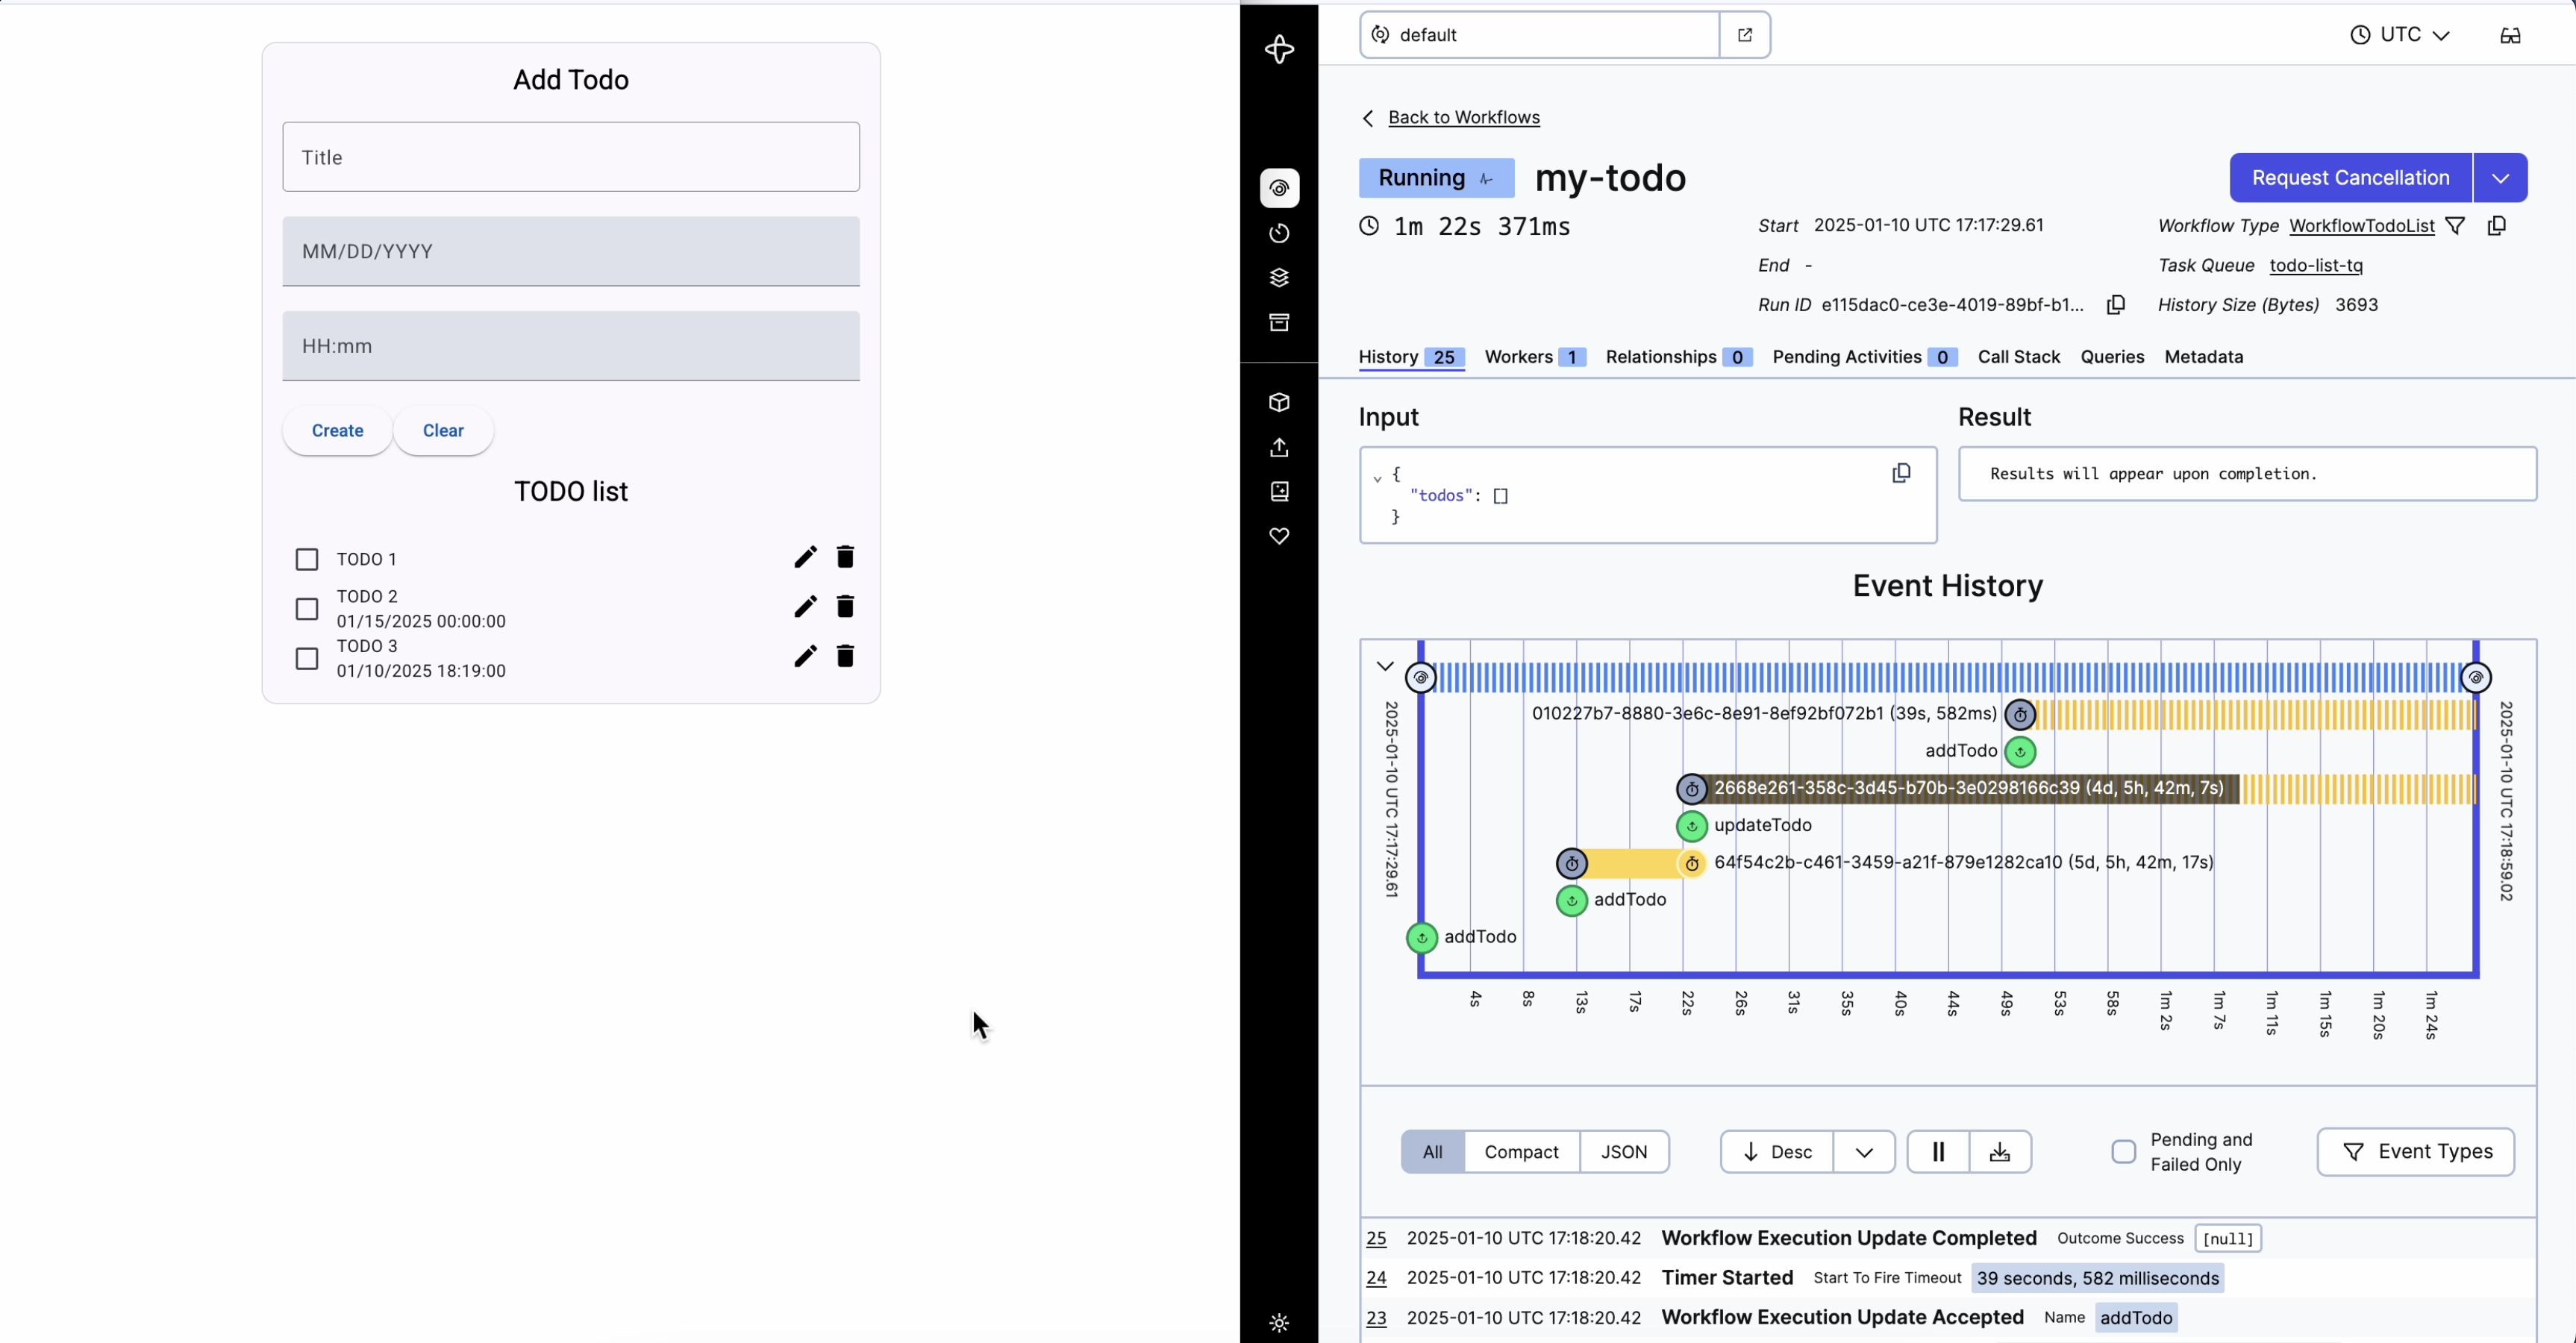 Add Todo
Title
MM/DD/YYYY
HH:mm
Create Clear
TODO list
TODO 1
TODO 2
01/15/2025 00:00:00
TODO 3
01/10/2025 18:19:00
default
UTC
Back to Workflows
Running my-todo
Request Cancellation
1m 22s 371ms
Start 2025-01-10 UTC 17:17:29.61
End -
Run ID e115dac0-ce3e-4019-89bf-b1...
Workflow Type WorkflowTodoList
Task Queue todo-list-tq
History Size (Bytes) 3693
History 25 Workers 1 Relationships 0 Pending Activities 0 Call Stack Queries Metadata
Input
{
"todos": []
}
Result
Results will appear upon completion.
Event History
2025-01-10 UTC 17:17:29.61
010227b7-8880-3e6c-8e91-8ef92bf072b1 (39s, 582ms)
addTodo
2668e261-358c-3d45-b70b-3e0298166c39 (4d, 5h, 42m, 7s)
updateTodo
64f54c2b-c461-3459-a21f-879e1282ca10 (5d, 5h, 42m, 17s)
addTodo
addTodo
2025-01-10 UTC 17:18:59.02
4s 8s 13s 17s 22s 26s 31s 35s 40s 44s 49s 53s 58s 1m 2s 1m 7s 1m 11s 1m 15s 1m 20s 1m 24s
All Compact JSON Desc
Pending and
Failed Only
Event Types
25 2025-01-10 UTC 17:18:20.42 Workflow Execution Update Completed Outcome Success [null]
24 2025-01-10 UTC 17:18:20.42 Timer Started Start To Fire Timeout 39 seconds, 582 milliseconds
23 2025-01-10 UTC 17:18:20.42 Workflow Execution Update Accepted Name addTodo